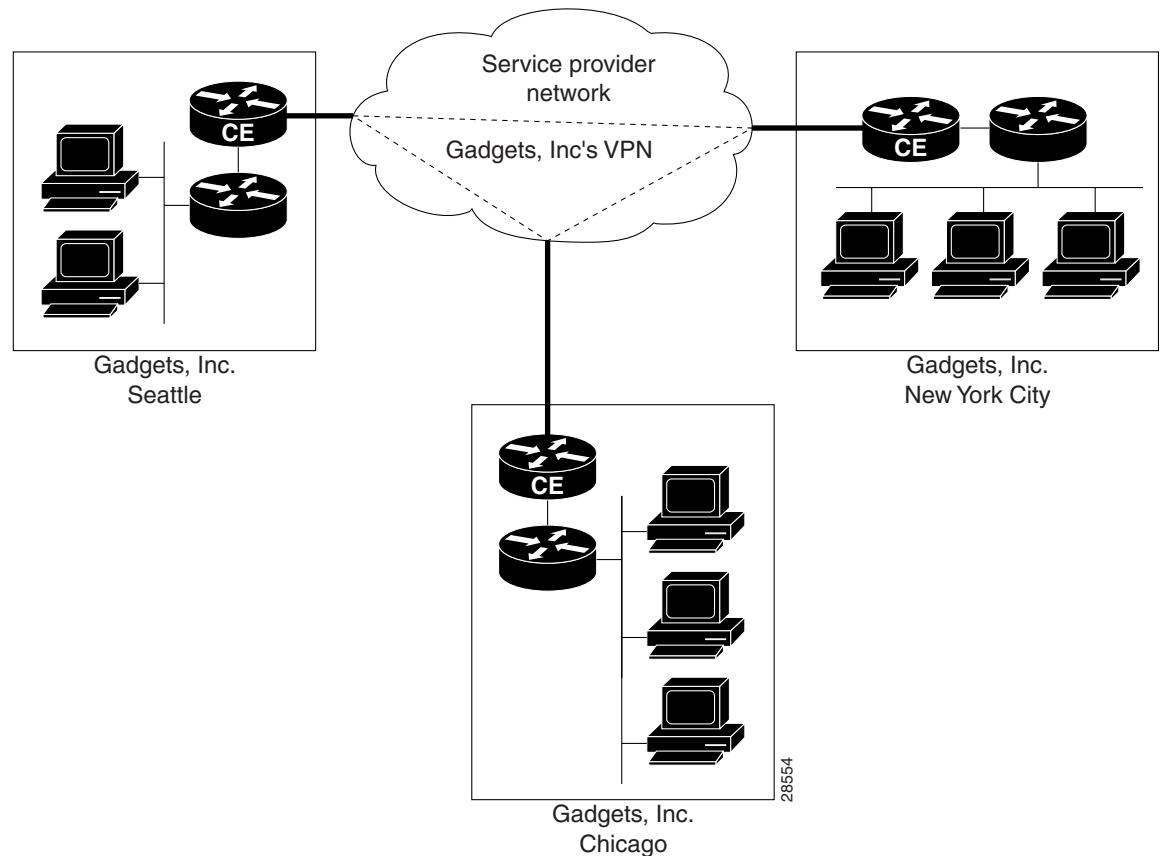 Service provider
network
Gadgets, Inc's VPN
CE
CE
Gadgets, Inc.
Seattle
Gadgets, Inc.
New York City
CE
28554
Gadgets, Inc.
Chicago